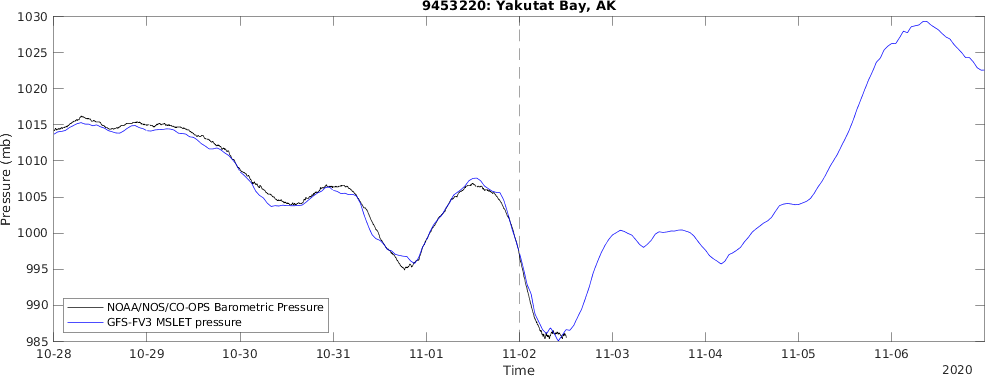 9453220: Yakutat Bay, AK
Pressure (mb)
1030
1025
1020
1015
1010
1005
1000
995
990
985
NOAA/NOS/CO-OPS Barometric Pressure
GFS-FV3 MSLET pressure
10-28 10-29 10-30 10-31 11-01 11-02 11-03 11-04 11-05 11-06
Time
2020